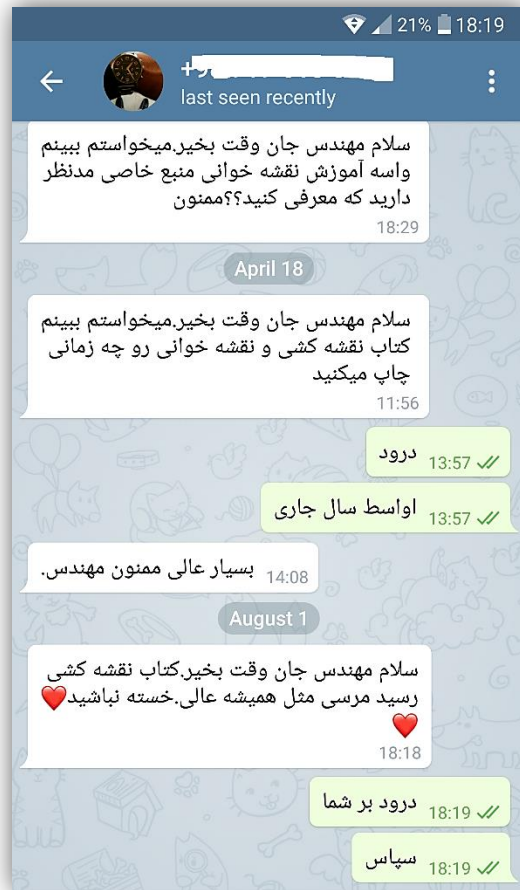 21% 18:19
last seen recently
سلام مهندس جان وقت بخیر.میخواستم ببینم
واسه آموزش نقشه خوانی منبع خاصی مدنظر
دارید که معرفی کنید؟؟ممنون
18:29
April 18
سلام مهندس جان وقت بخیر.میخواستم ببینم
کتاب نقشه کشی و نقشه خوانی رو چه زمانی
چاپ میکنید
11:56
درود
13:57
اواسط سال جاری
13:57
بسیار عالی ممنون مهندس.
14:08
August 1
سلام مهندس جان وقت بخیر.کتاب نقشه کشی
رسید مرسی مثل همیشه عالی.خسته نباشید❤️
❤️
18:18
درود بر شما
18:19
سپاس
18:19